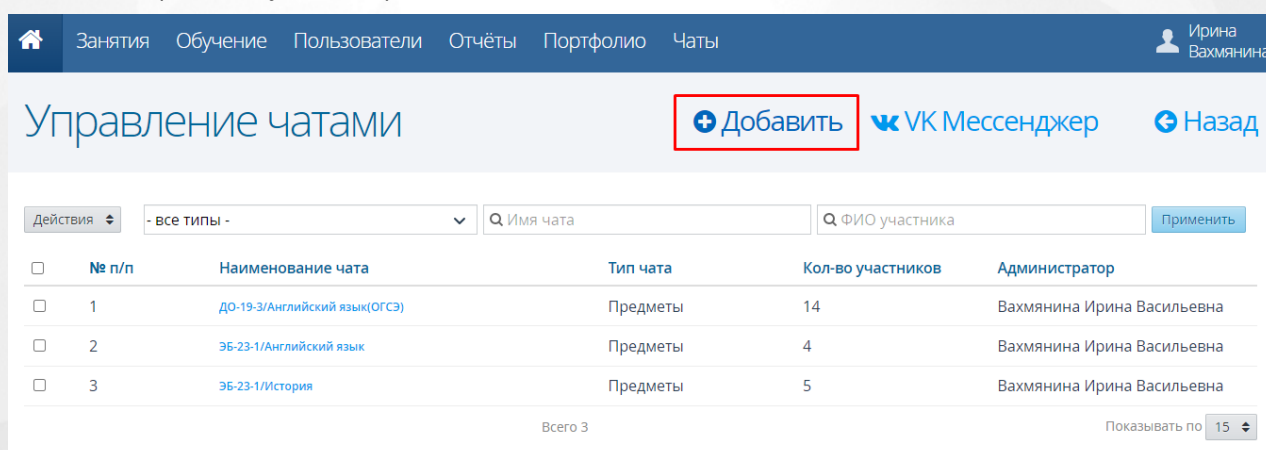 Занятия Обучение Пользователи Отчёты Портфолио Чаты Ирина
Вахмянина
Управление чатами Добавить VK Мессенджер Назад
Действия - все типы - Имя чата ФИО участника Применить
№ п/п Наименование чата Тип чата Кол-во участников Администратор
1 ДО-19-3/Английский язык(ОГСЭ) Предметы 14 Вахмянина Ирина Васильевна
2 ЭБ-23-1/Английский язык Предметы 4 Вахмянина Ирина Васильевна
3 ЭБ-23-1/История Предметы 5 Вахмянина Ирина Васильевна
Всего 3 Показывать по 15